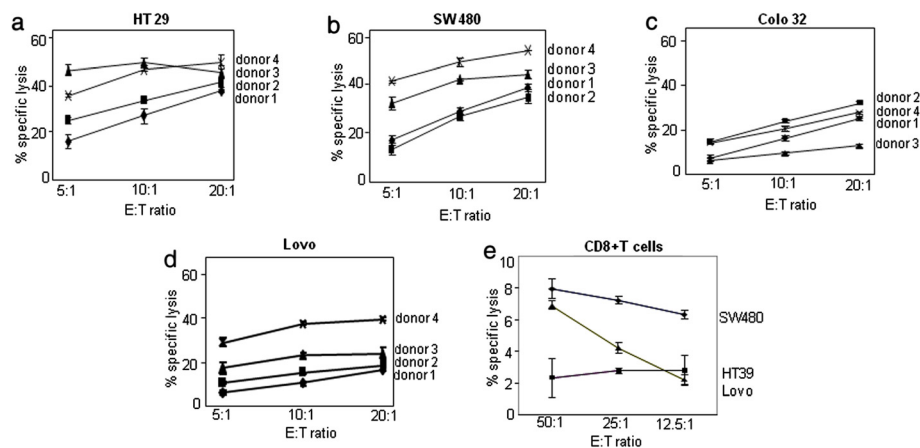 a
HT 29
60
40
20
0
% specific lysis
5:1
10:1
20:1
E:T ratio
donor 4
donor 3
donor 2
donor 1
b
SW480
60
40
20
0
% specific lysis
5:1
10:1
20:1
E:T ratio
donor 4
donor 3
donor 1
donor 2
c
Colo 32
60
40
20
0
% specific lysis
5:1
10:1
20:1
E:T ratio
donor 2
donor 4
donor 1
donor 3
d
Lovo
60
40
20
0
% specific lysis
5:1
10:1
20:1
E:T ratio
donor 4
donor 3
donor 2
donor 1
e
CD8+T cells
10
8
6
4
2
0
% specific lysis
50:1
25:1
12.5:1
E:T ratio
SW480
HT39
Lovo